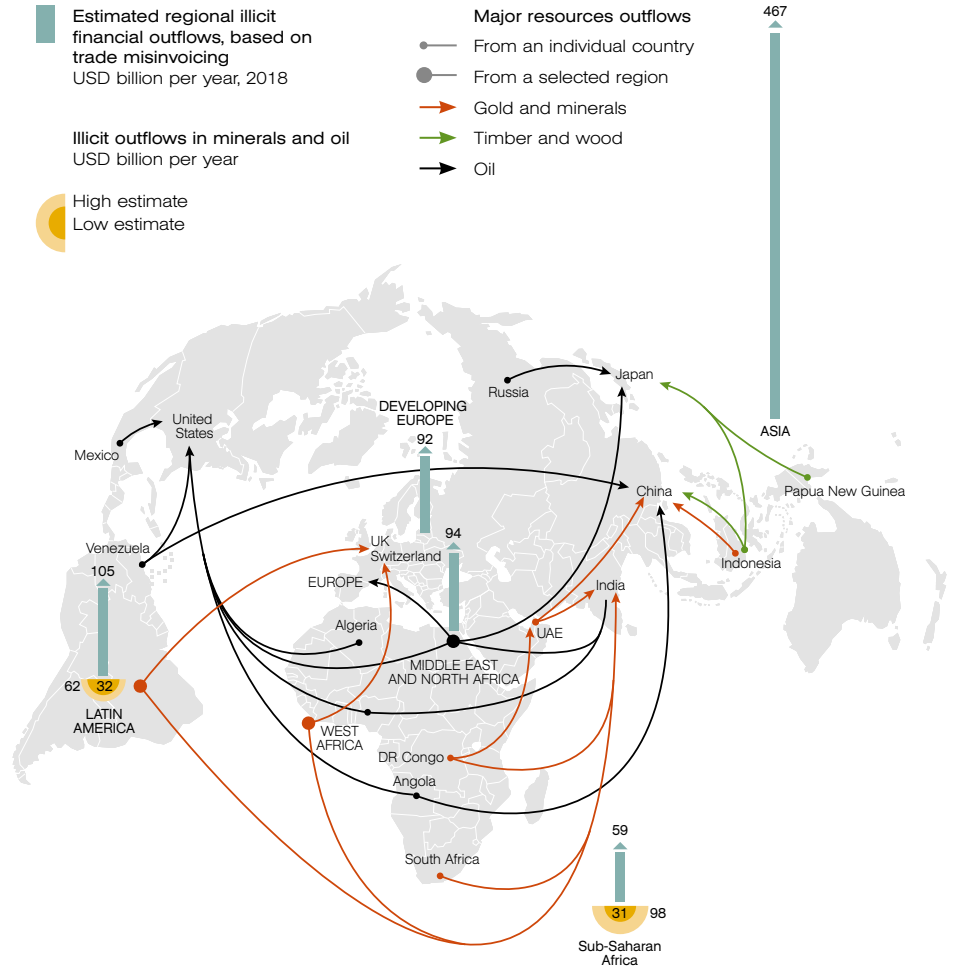 Estimated regional illicit
financial outflows, based on
trade misinvoicing
USD billion per year, 2018
Illicit outflows in minerals and oil
USD billion per year
High estimate
Low estimate
Major resources outflows
From an individual country
From a selected region
Gold and minerals
Timber and wood
Oil
467
ASIA
Japan
Russia
DEVELOPING
EUROPE
92
United
States
Mexico
China
Papua New Guinea
Indonesia
Venezuela
105
UK
Switzerland
94
EUROPE
India
Algeria
UAE
MIDDLE EAST
AND NORTH AFRICA
62
32
LATIN
AMERICA
WEST
AFRICA
DR Congo
Angola
South Africa
59
31
98
Sub-Saharan
Africa